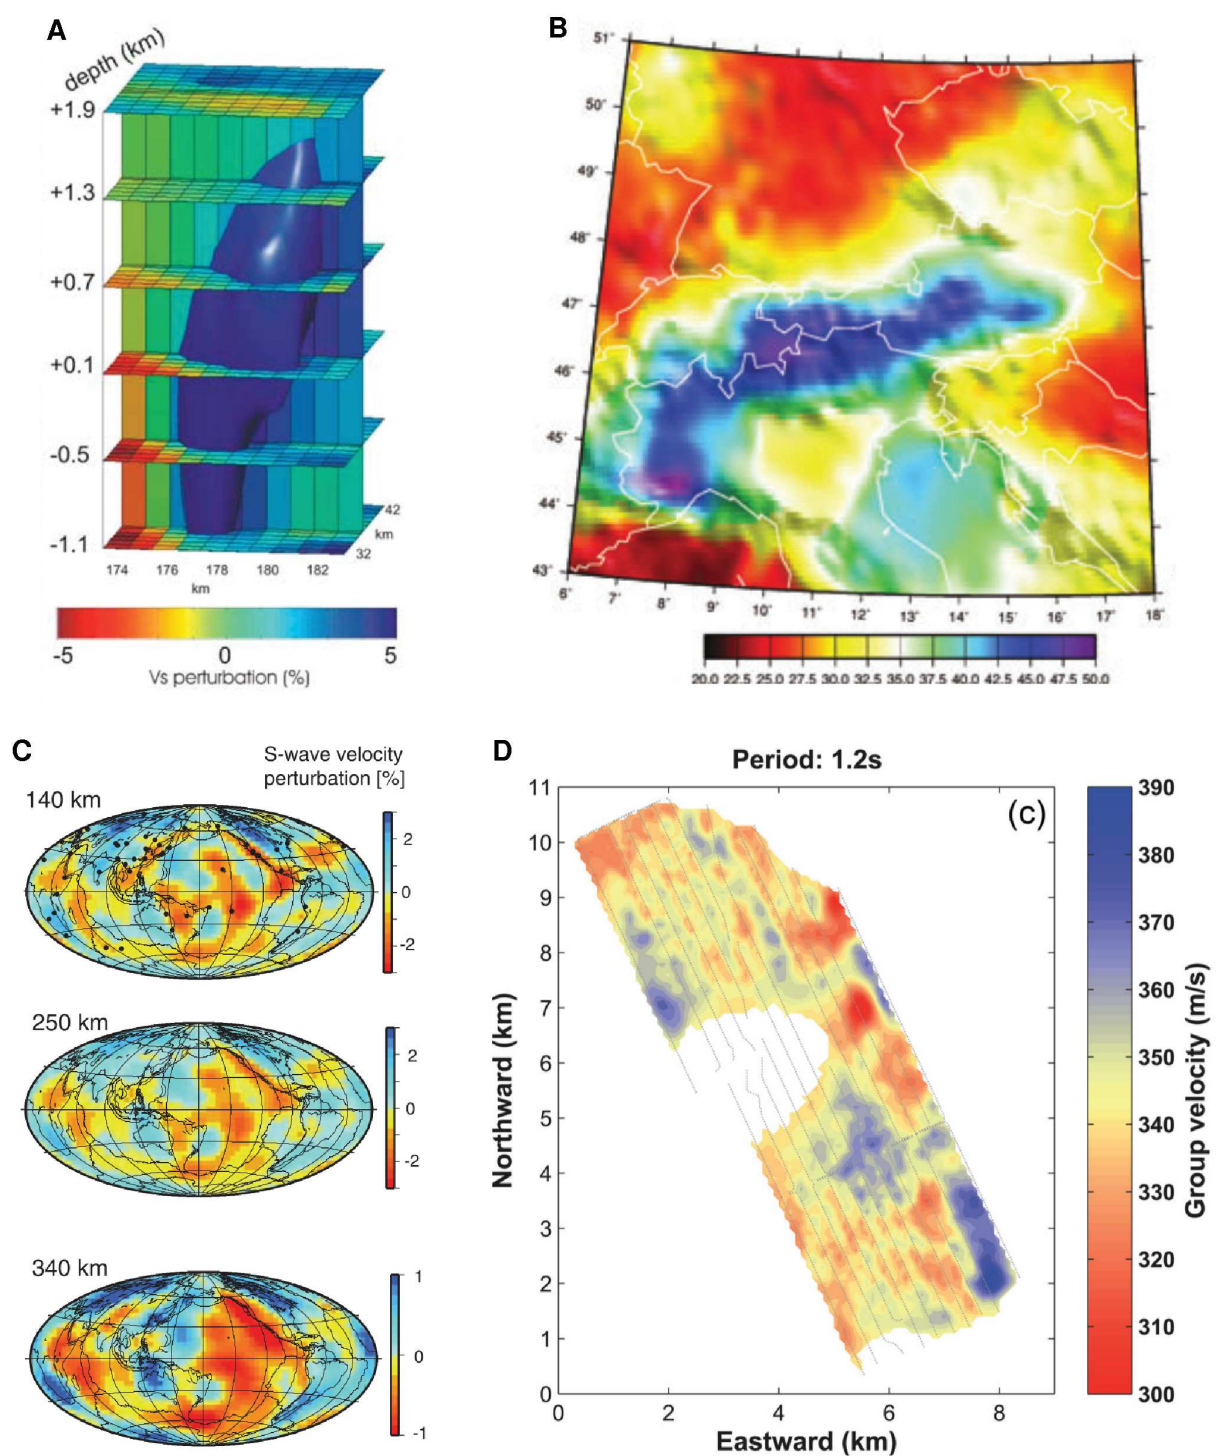 A
depth (km)
+1.9
+1.3
+0.7
+0.1
-0.5
-1.1
42
km
32
174 176 178 180 182
km
-5 0 5
Vs perturbation (%)
B
51°
50°
49°
48°
47°
46°
45°
44°
43°
6° 7° 8° 9° 10° 11° 12° 13° 14° 15° 16° 17° 18°
20.0 22.5 25.0 27.5 30.0 32.5 35.0 37.5 40.0 42.5 45.0 47.5 50.0
C
S-wave velocity
perturbation [%]
140 km
2
0
-2
250 km
2
0
-2
340 km
1
0
-1
D
Period: 1.2s
(c)
11
10
9
8
7
6
5
4
3
2
1
0
Northward (km)
0 2 4 6 8
Eastward (km)
390
380
370
360
350
340
330
320
310
300
Group velocity (m/s)